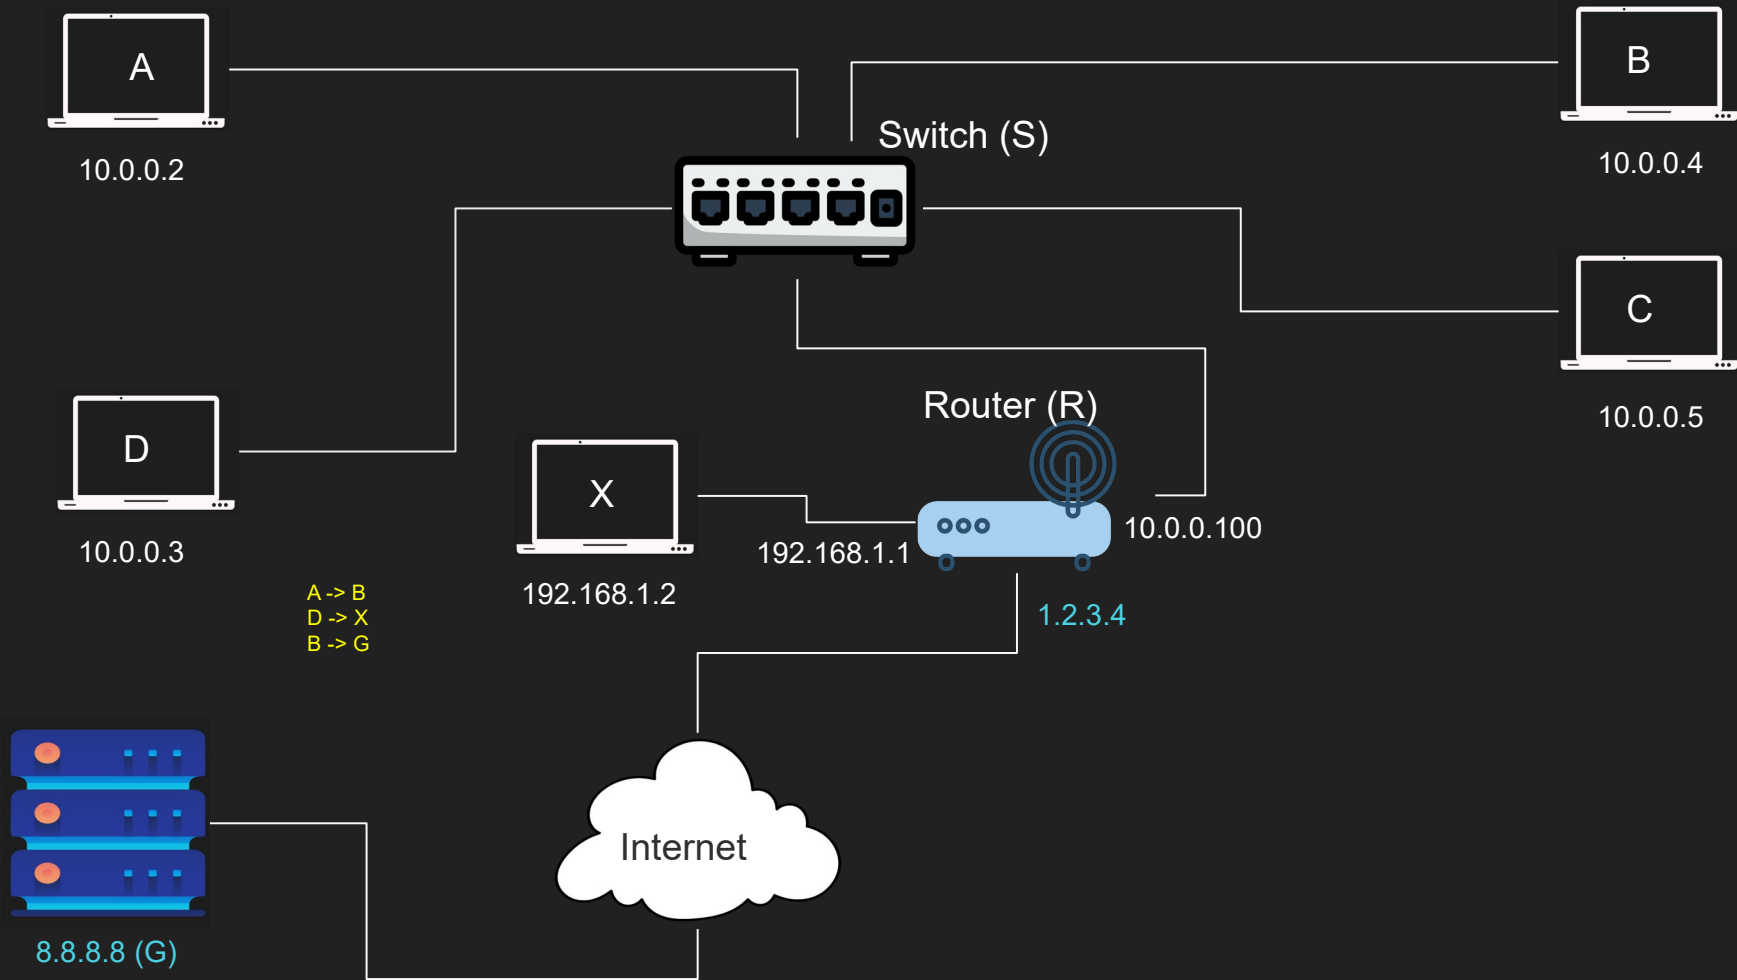 A
B
Switch (S)
10.0.0.2
10.0.0.4
C
Router (R)
10.0.0.5
D
X
10.0.0.100
10.0.0.3
192.168.1.1
192.168.1.2
1.2.3.4
A -> B
D -> X
B -> G
Internet
8.8.8.8 (G)